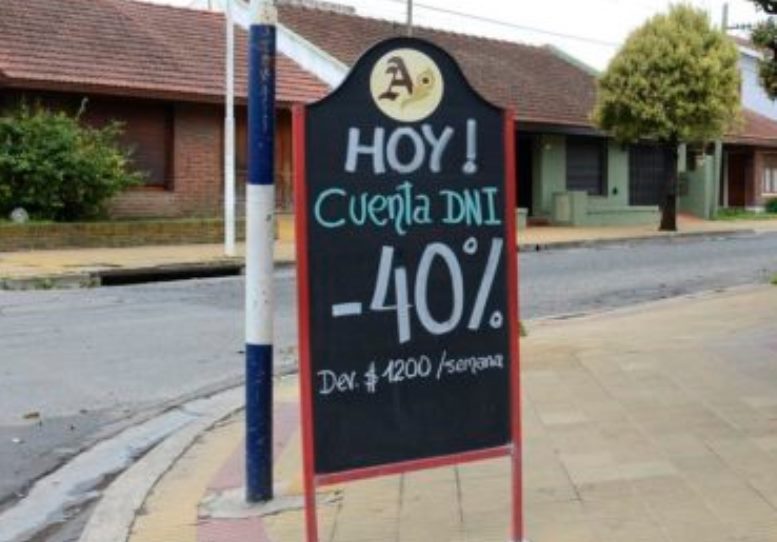 A
HOY!
Cuenta DNI
-40%
Dev. $1200/semana